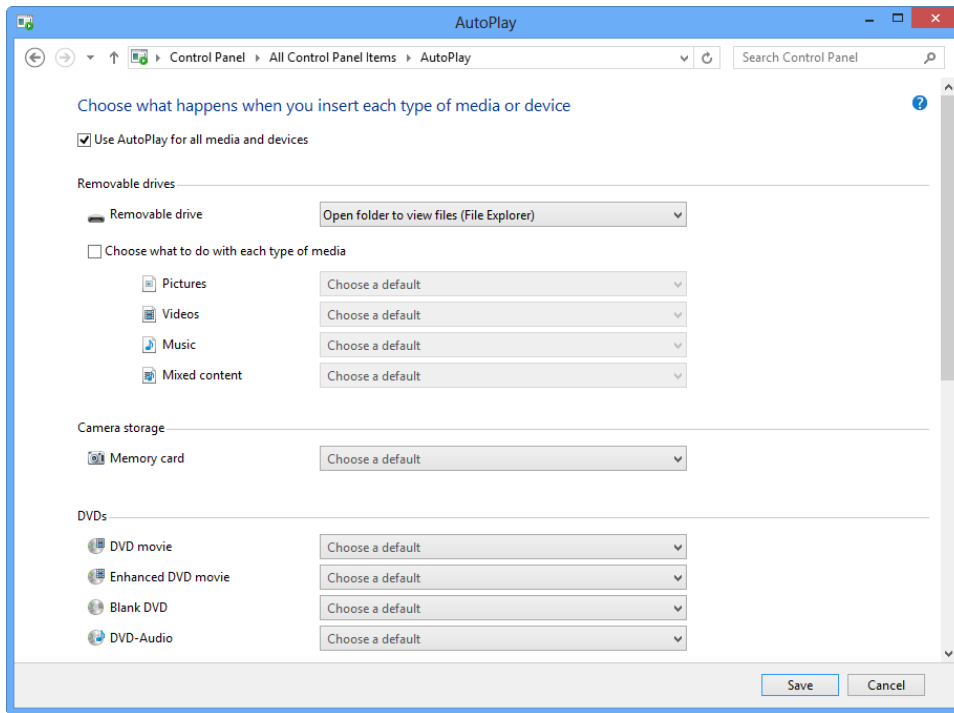 AutoPlay
Control Panel All Control Panel Items AutoPlay Search Control Panel
Choose what happens when you insert each type of media or device
Use AutoPlay for all media and devices
Removable drives
Removable drive Open folder to view files (File Explorer)
Choose what to do with each type of media
Pictures Choose a default
Videos Choose a default
Music Choose a default
Mixed content Choose a default
Camera storage
Memory card Choose a default
DVDs
DVD movie Choose a default
Enhanced DVD movie Choose a default
Blank DVD Choose a default
DVD-Audio Choose a default
Save Cancel